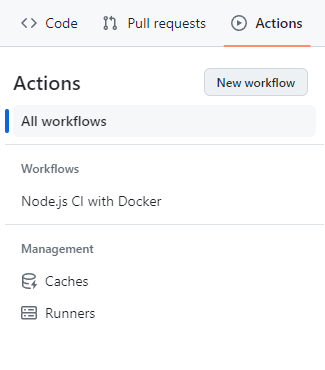 Code Pull requests Actions
Actions New workflow
All workflows
Workflows
Node.js CI with Docker
Management
Caches
Runners